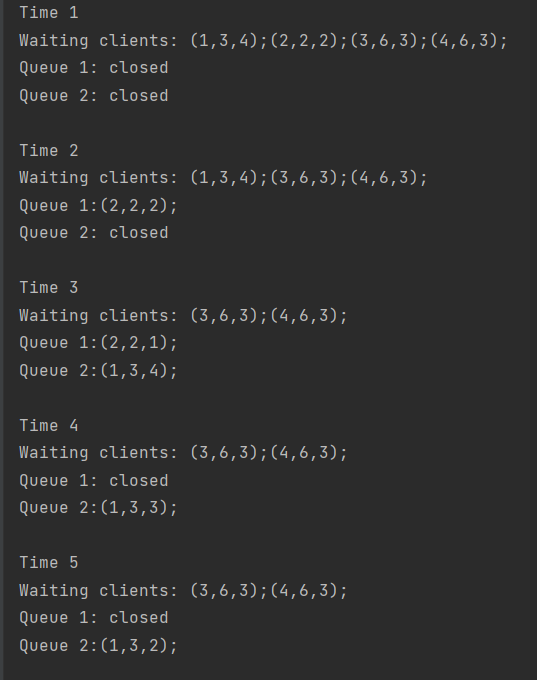 Time 1
Waiting clients: (1,3,4);(2,2,2);(3,6,3);(4,6,3);
Queue 1: closed
Queue 2: closed
Time 2
Waiting clients: (1,3,4);(3,6,3);(4,6,3);
Queue 1:(2,2,2);
Queue 2: closed
Time 3
Waiting clients: (3,6,3);(4,6,3);
Queue 1:(2,2,1);
Queue 2:(1,3,4);
Time 4
Waiting clients: (3,6,3);(4,6,3);
Queue 1: closed
Queue 2:(1,3,3);
Time 5
Waiting clients: (3,6,3);(4,6,3);
Queue 1: closed
Queue 2:(1,3,2);